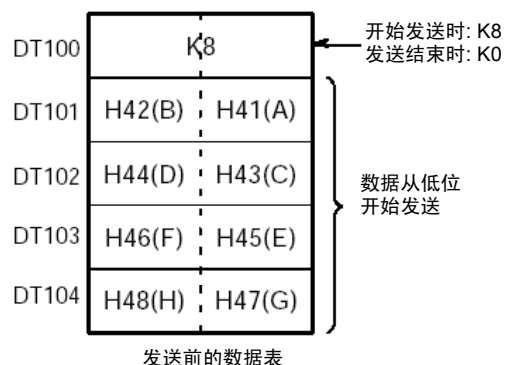 DT100 K8
开始发送时: K8
发送结束时: K0
DT101 H42(B) H41(A)
DT102 H44(D) H43(C)
数据从低位
开始发送
DT103 H46(F) H45(E)
DT104 H48(H) H47(G)
发送前的数据表